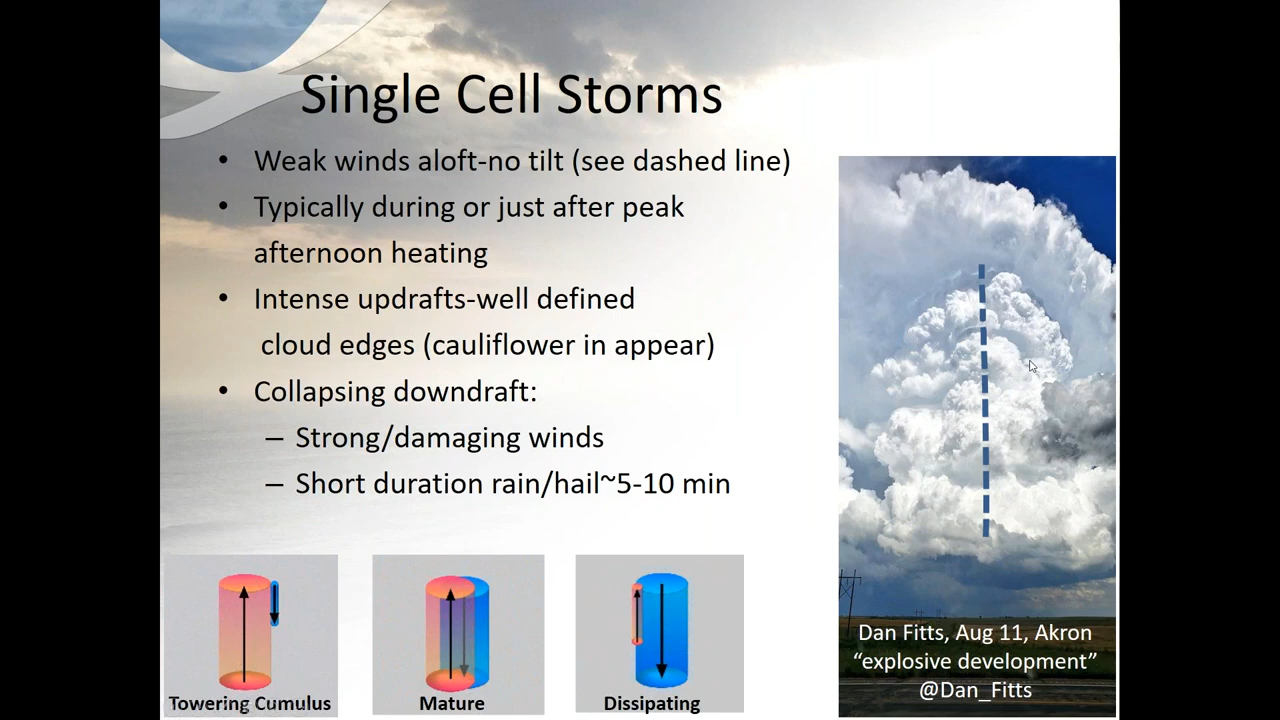 Single Cell Storms
• Weak winds aloft-no tilt (see dashed line)
• Typically during or just after peak
afternoon heating
• Intense updrafts-well defined
cloud edges (cauliflower in appear)
• Collapsing downdraft:
– Strong/damaging winds
– Short duration rain/hail~5-10 min
Towering Cumulus
Mature
Dissipating
Dan Fitts, Aug 11, Akron
“explosive development”
@Dan_Fitts